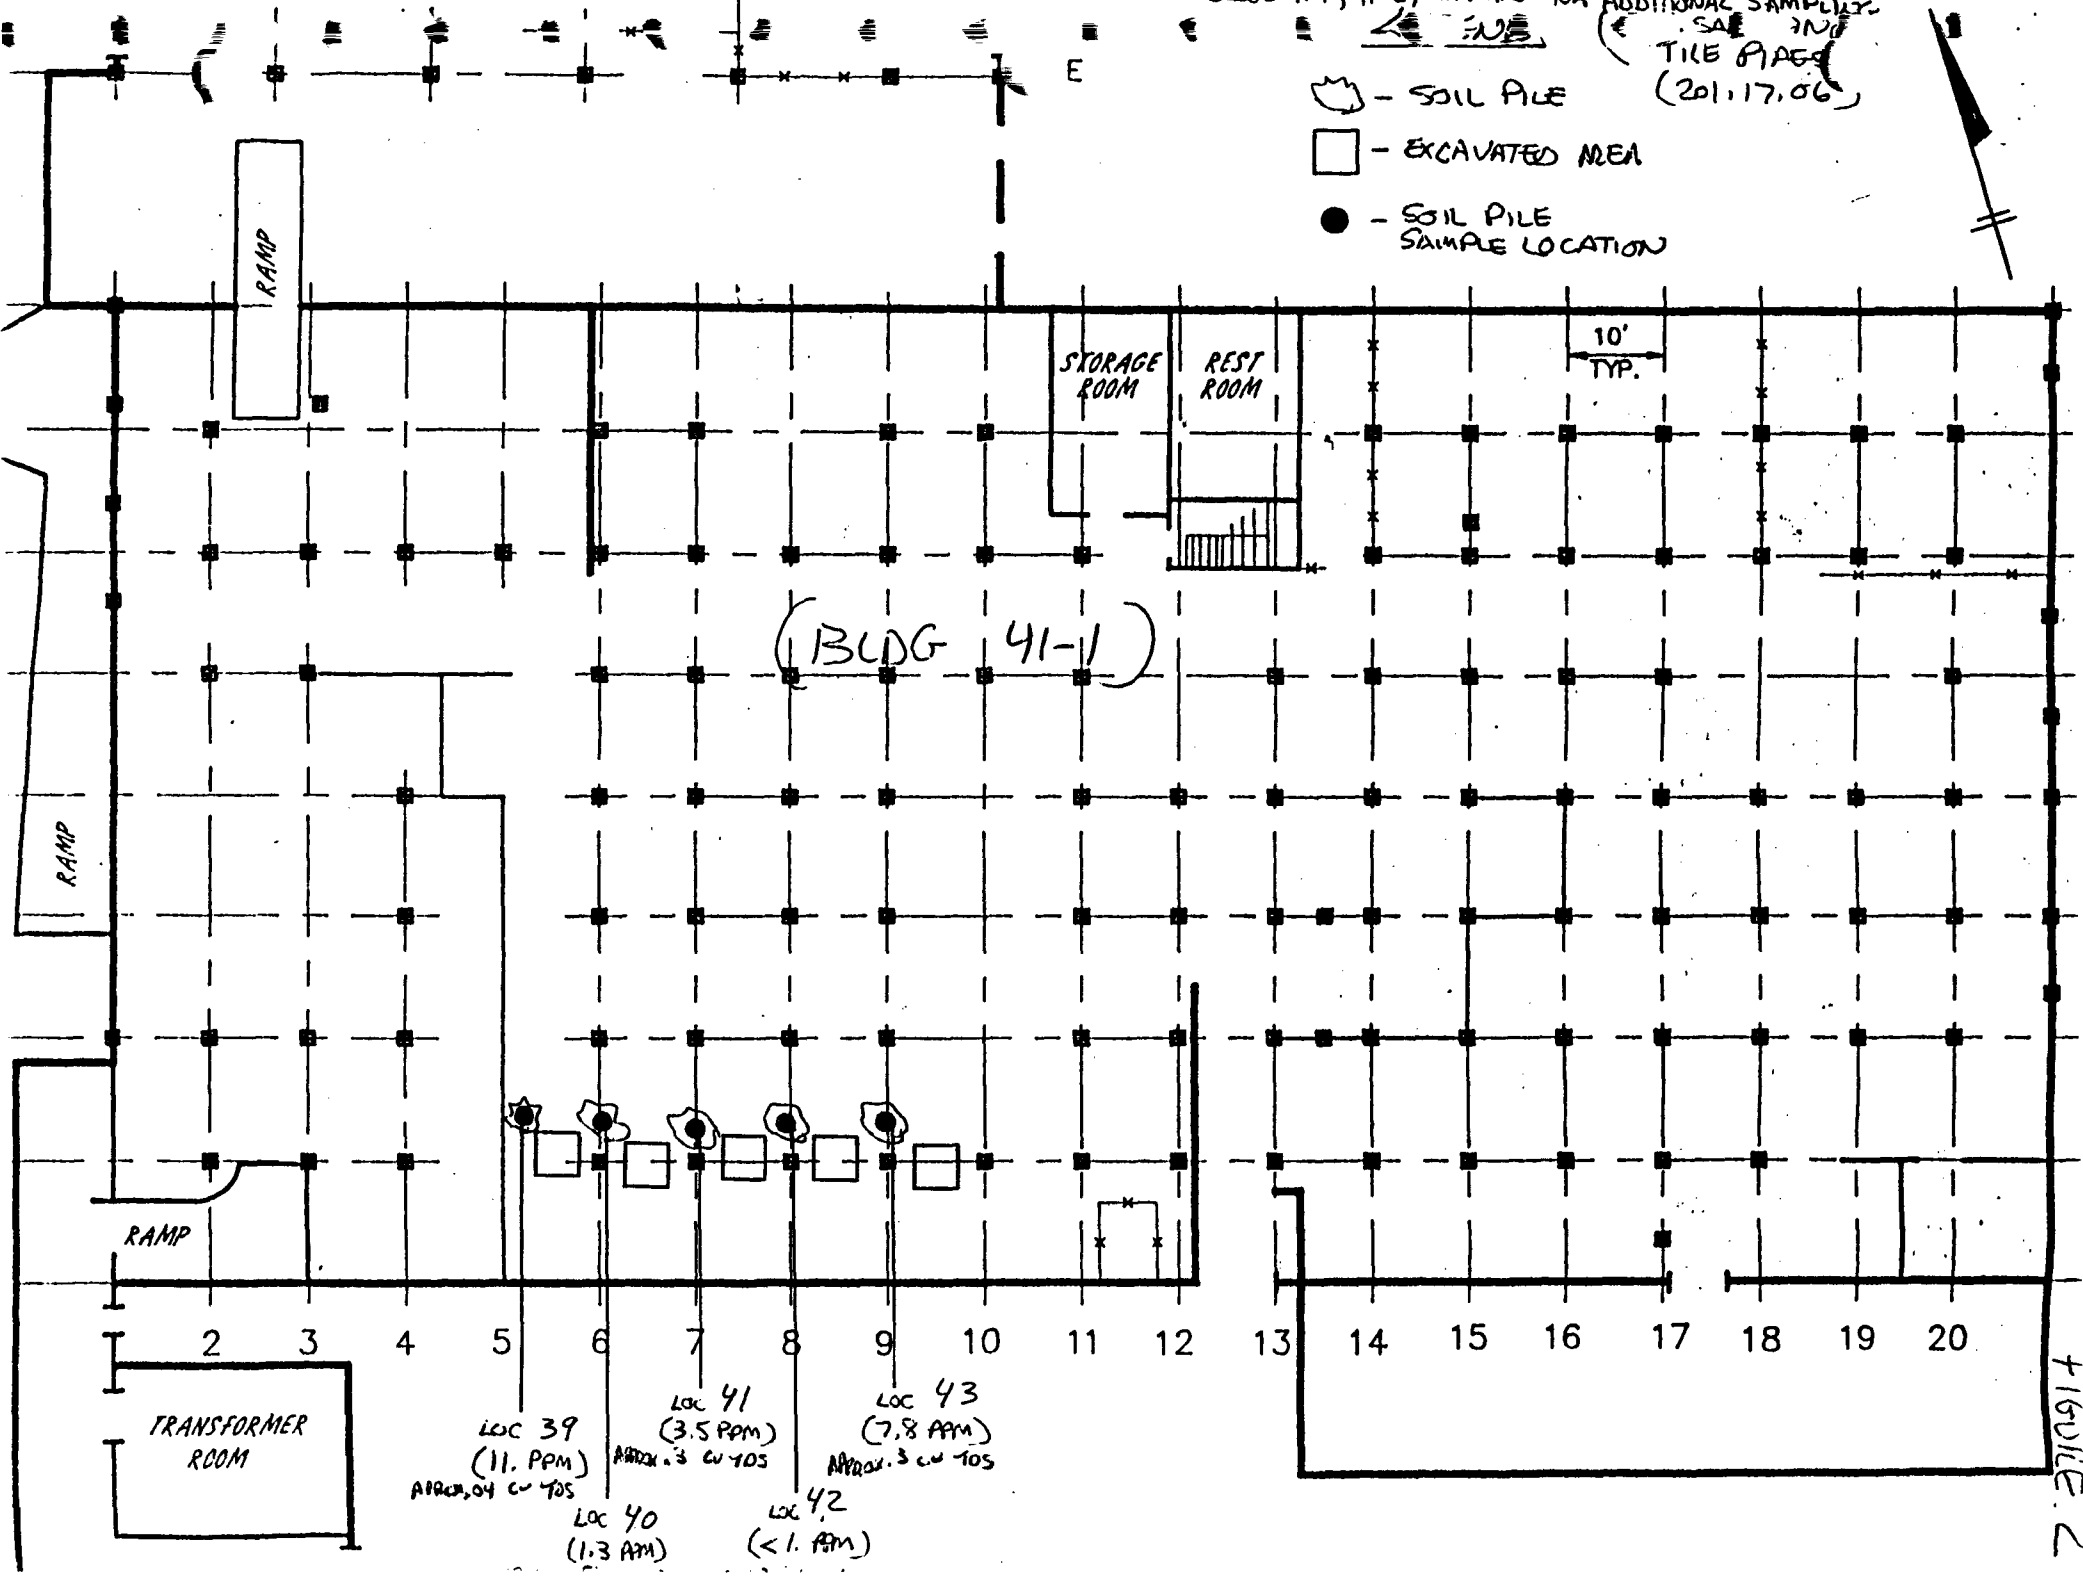 ADDITIONAL SAMPLING
TILE PIPES
(201.17.06)
E
- SOIL PILE
- EXCAVATED AREA
- SOIL PILE
SAMPLE LOCATION
RAMP
STORAGE
ROOM
REST
ROOM
10'
TYP.
(BLDG 41-1)
RAMP
RAMP
2 3 4 5 6 7 8 9 10 11 12 13 14 15 16 17 18 19 20
TRANSFORMER
ROOM
LOC 39
(11. PPM)
APPROX .04 CU YDS
LOC 40
(1.3 PPM)
LOC 41
(3.5 PPM)
APPROX .3 CU YDS
LOC 42
(<1. PPM)
LOC 43
(7.8 PPM)
APPROX .3 CU YDS
FIGURE. 2